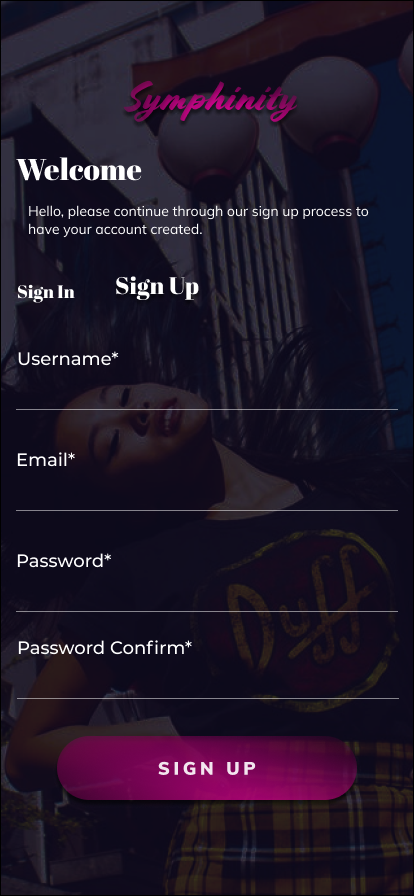 Symphinity
Welcome
Hello, please continue through our sign up process to
have your account created.
Sign In
Sign Up
Username*
Email*
Password*
Duff
Password Confirm*
SIGN UP